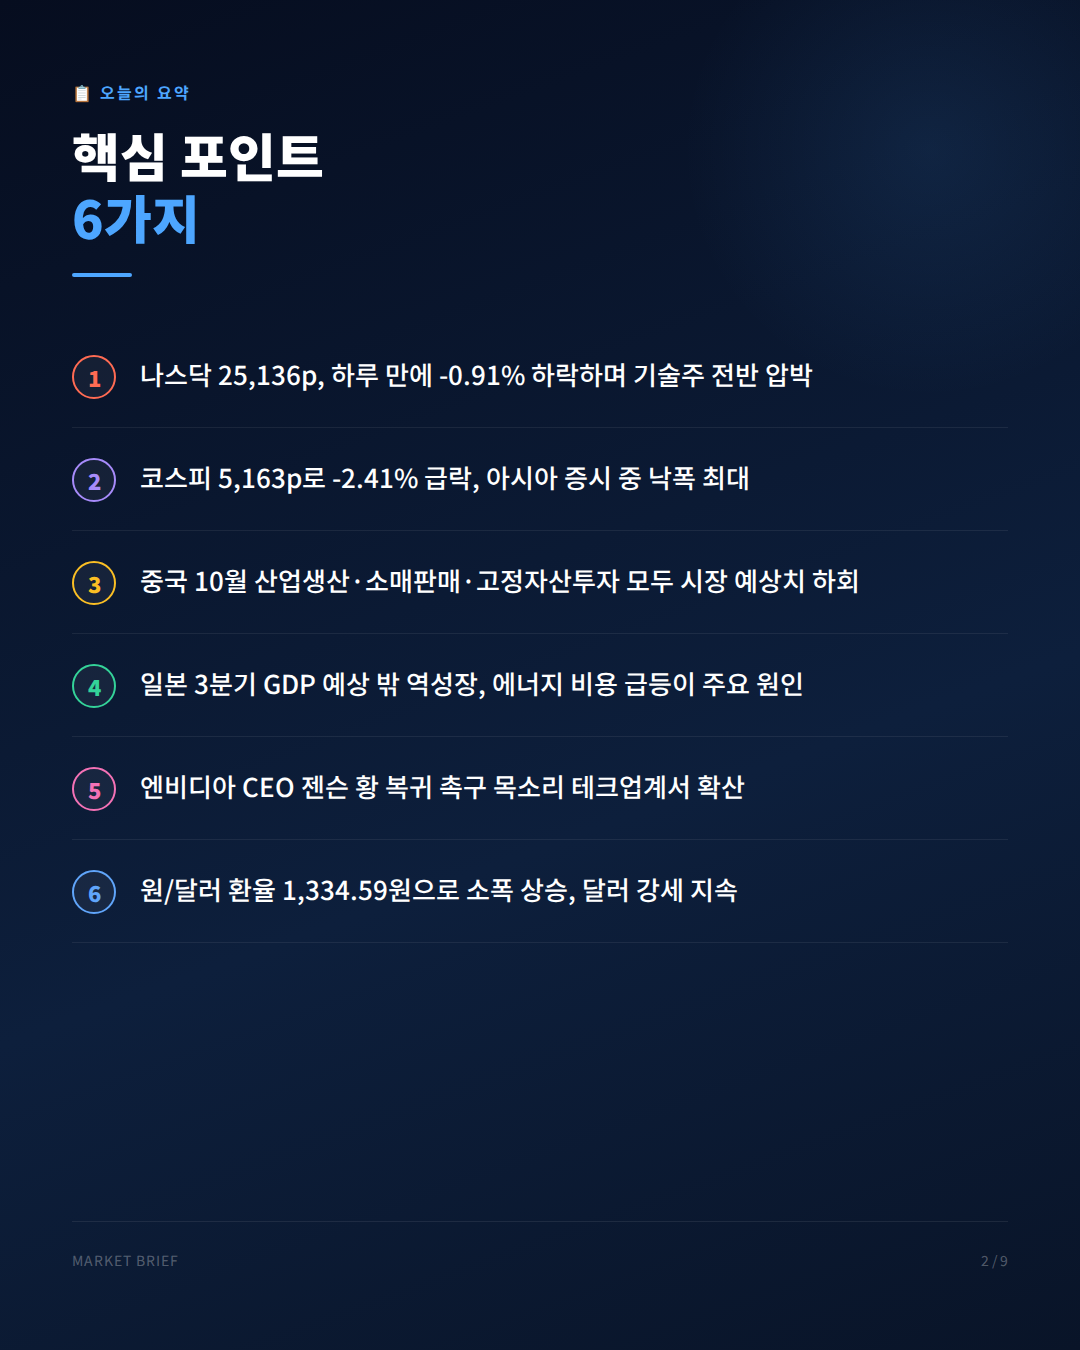 📋 오늘의 요약
핵심 포인트
6가지
1 나스닥 25,136p, 하루 만에 -0.91% 하락하며 기술주 전반 압박
2 코스피 5,163p로 -2.41% 급락, 아시아 증시 중 낙폭 최대
3 중국 10월 산업생산·소매판매·고정자산투자 모두 시장 예상치 하회
4 일본 3분기 GDP 예상 밖 역성장, 에너지 비용 급등이 주요 원인
5 엔비디아 CEO 젠슨 황 복귀 촉구 목소리 테크업계서 확산
6 원/달러 환율 1,334.59원으로 소폭 상승, 달러 강세 지속
MARKET BRIEF
2 / 9